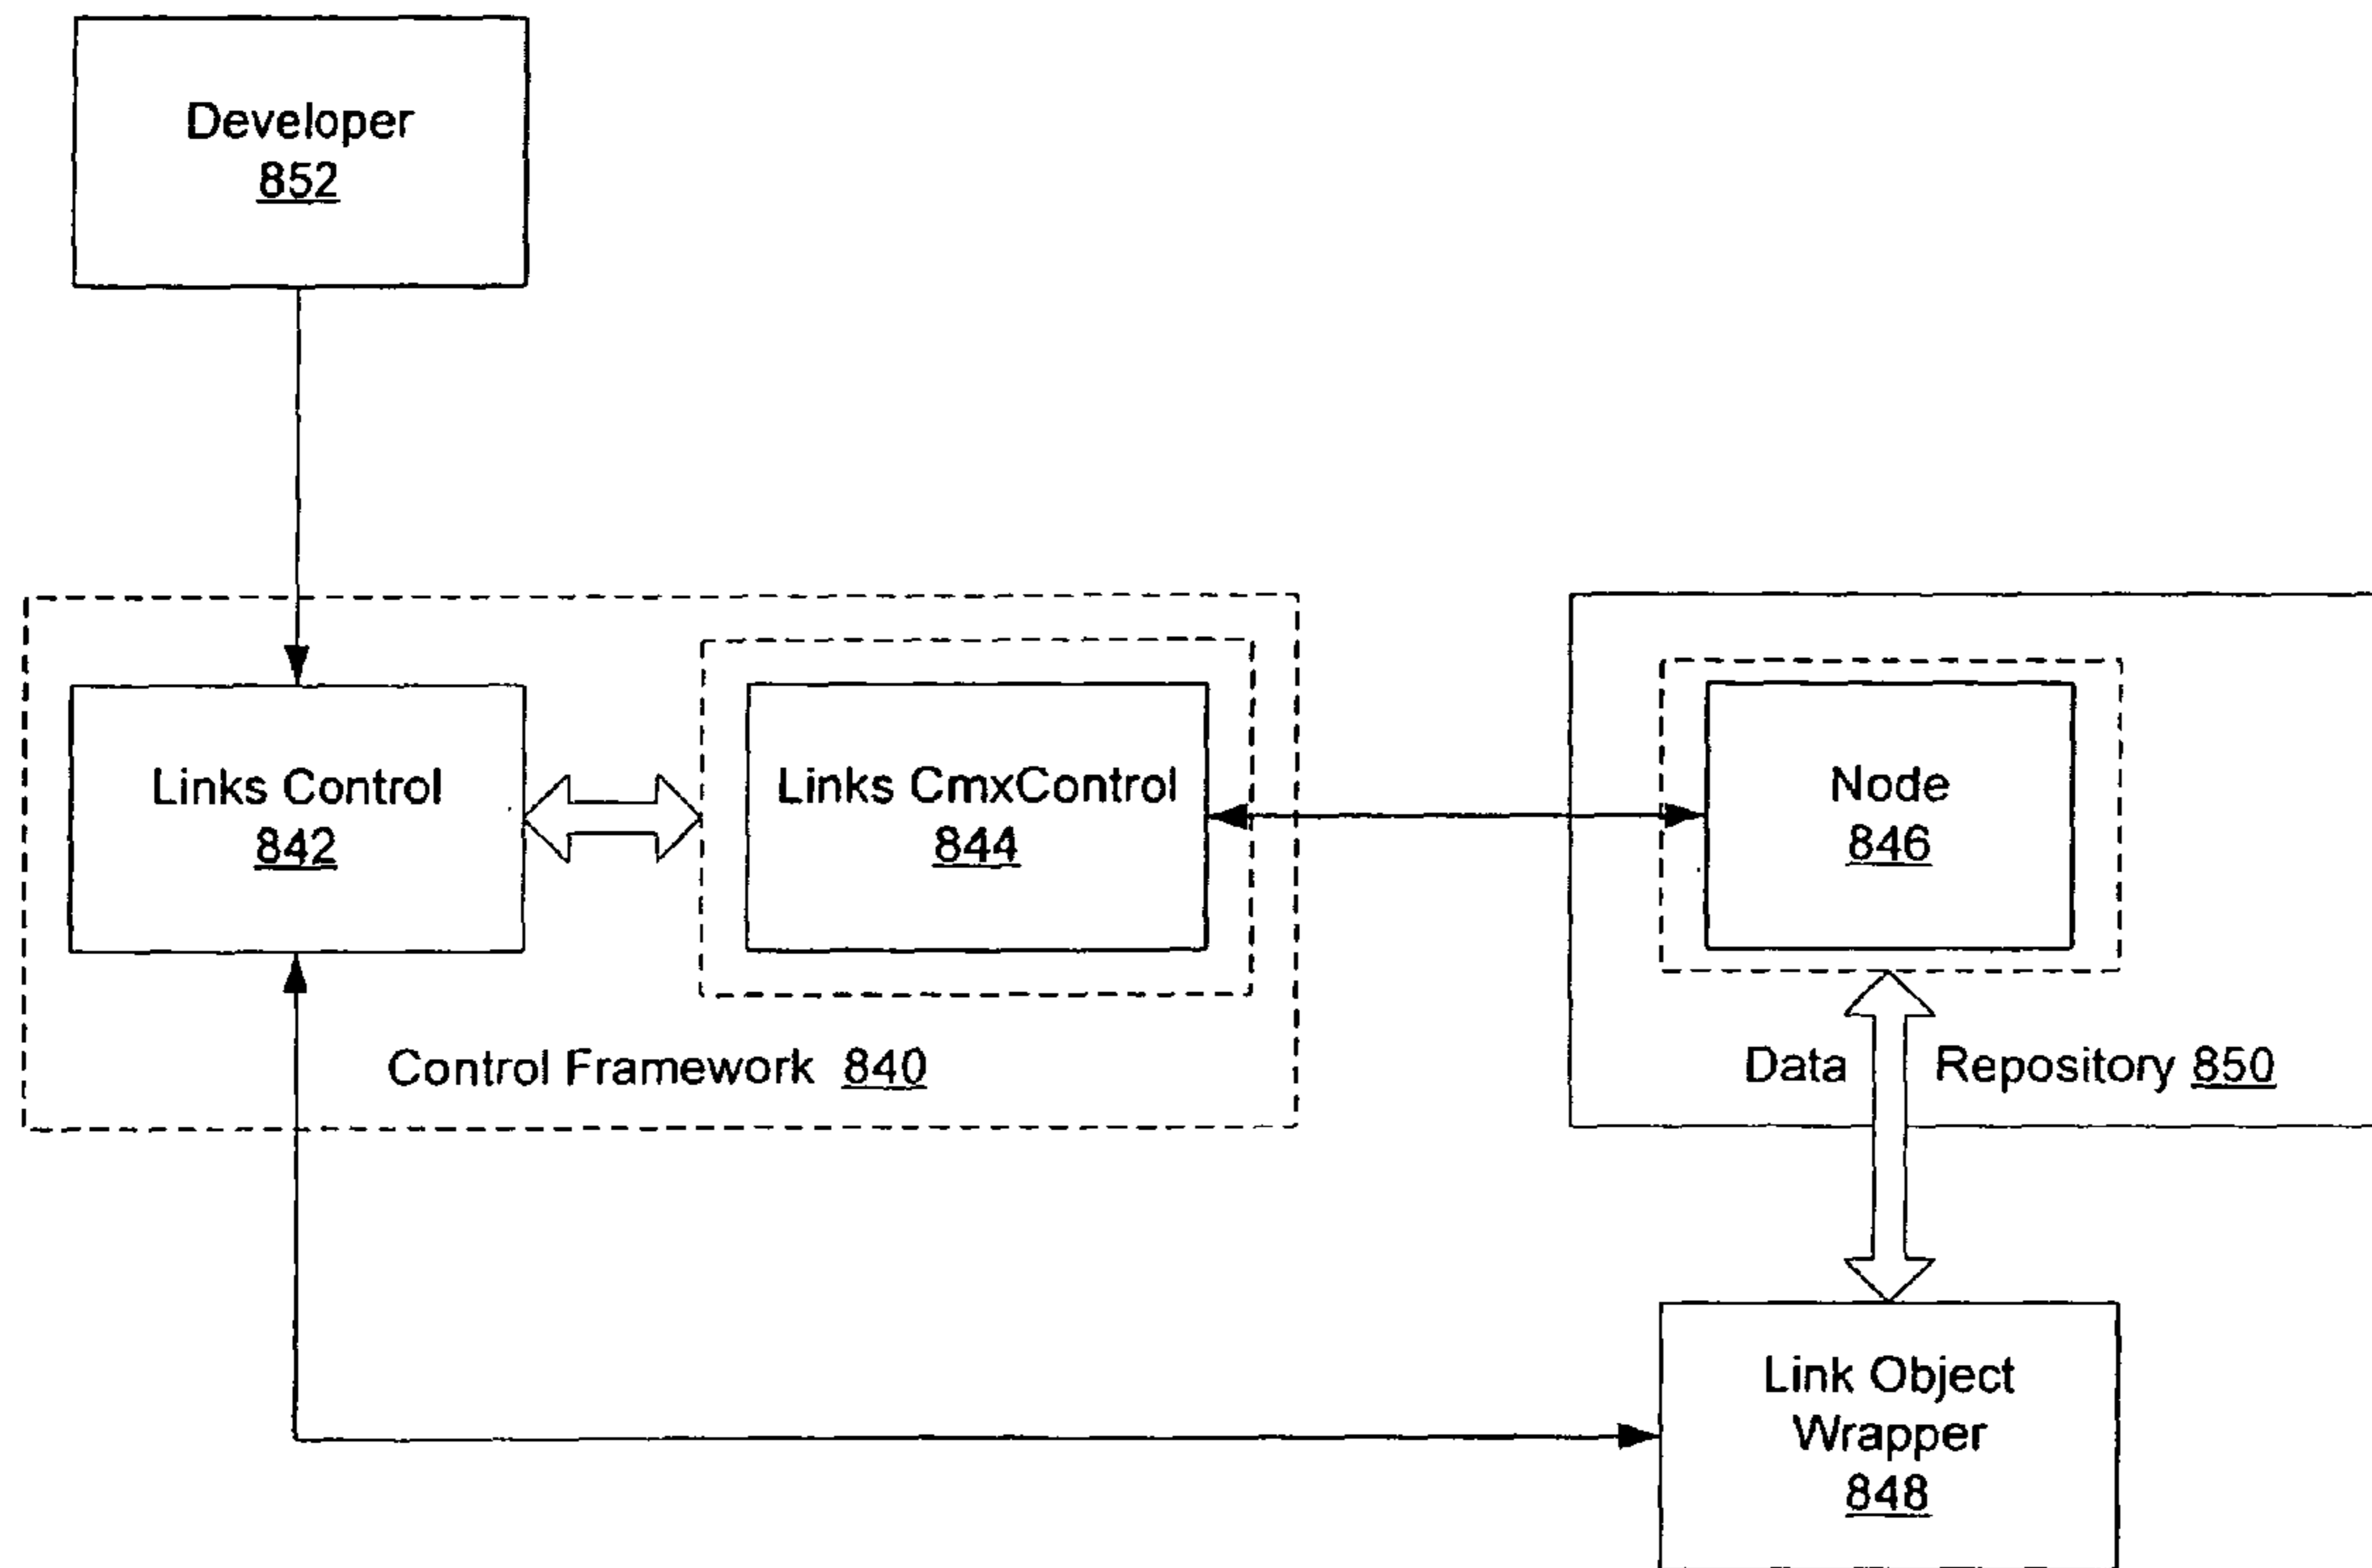 Developer
852
Links Control
842
Links CmxControl
844
Node
846
Control Framework 840
Data Repository 850
Link Object
Wrapper
848